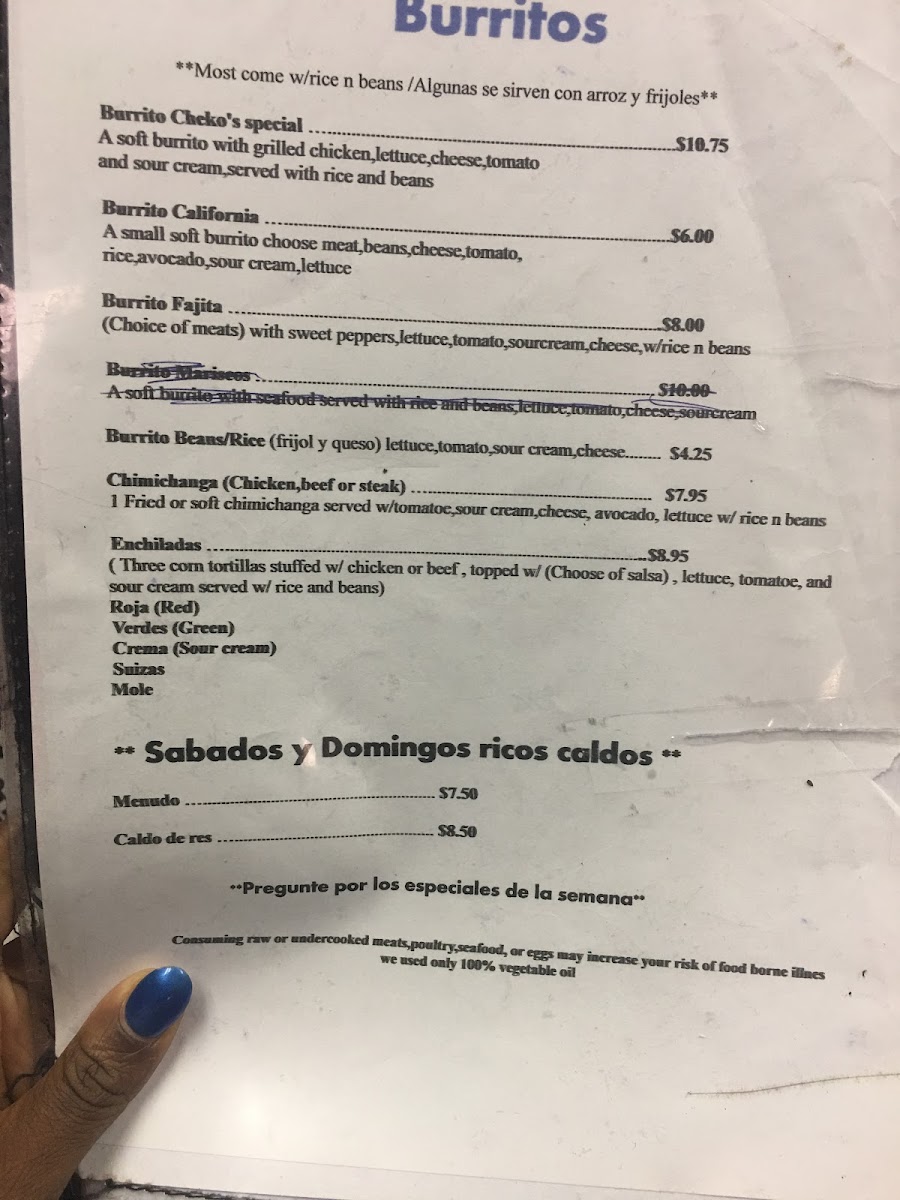 Burritos
**Most come w/rice n beans /Algunas se sirven con arroz y frijoles**
Burrito Cheko's special ........................................ $10.75
A soft burrito with grilled chicken,lettuce,cheese,tomato
and sour cream,served with rice and beans
Burrito California ........................................ $6.00
A small soft burrito choose meat,beans,cheese,tomato,
rice,avocado,sour cream,lettuce
Burrito Fajita ........................................ $8.00
(Choice of meats) with sweet peppers,lettuce,tomato,sourcream,cheese,w/rice n beans
Burrito Mariscos ........................................ $10.00
A soft burrito with seafood served with rice and beans,lettuce,tomato,cheese,sourcream
Burrito Beans/Rice (frijol y queso) lettuce,tomato,sour cream,cheese........ $4.25
Chimichanga (Chicken,beef or steak) ........................................ $7.95
1 Fried or soft chimichanga served w/tomatoe,sour cream,cheese, avocado, lettuce w/ rice n beans
Enchiladas ........................................ $8.95
( Three corn tortillas stuffed w/ chicken or beef , topped w/ (Choose of salsa) , lettuce, tomatoe, and
sour cream served w/ rice and beans)
Roja (Red)
Verdes (Green)
Crema (Sour cream)
Suizas
Mole
** Sabados y Domingos ricos caldos **
Menudo ........................................ $7.50
Caldo de res ........................................ $8.50
**Pregunte por los especiales de la semana**
Consuming raw or undercooked meats,poultry,seafood, or eggs may increase your risk of food borne illnes
we used only 100% vegetable oil